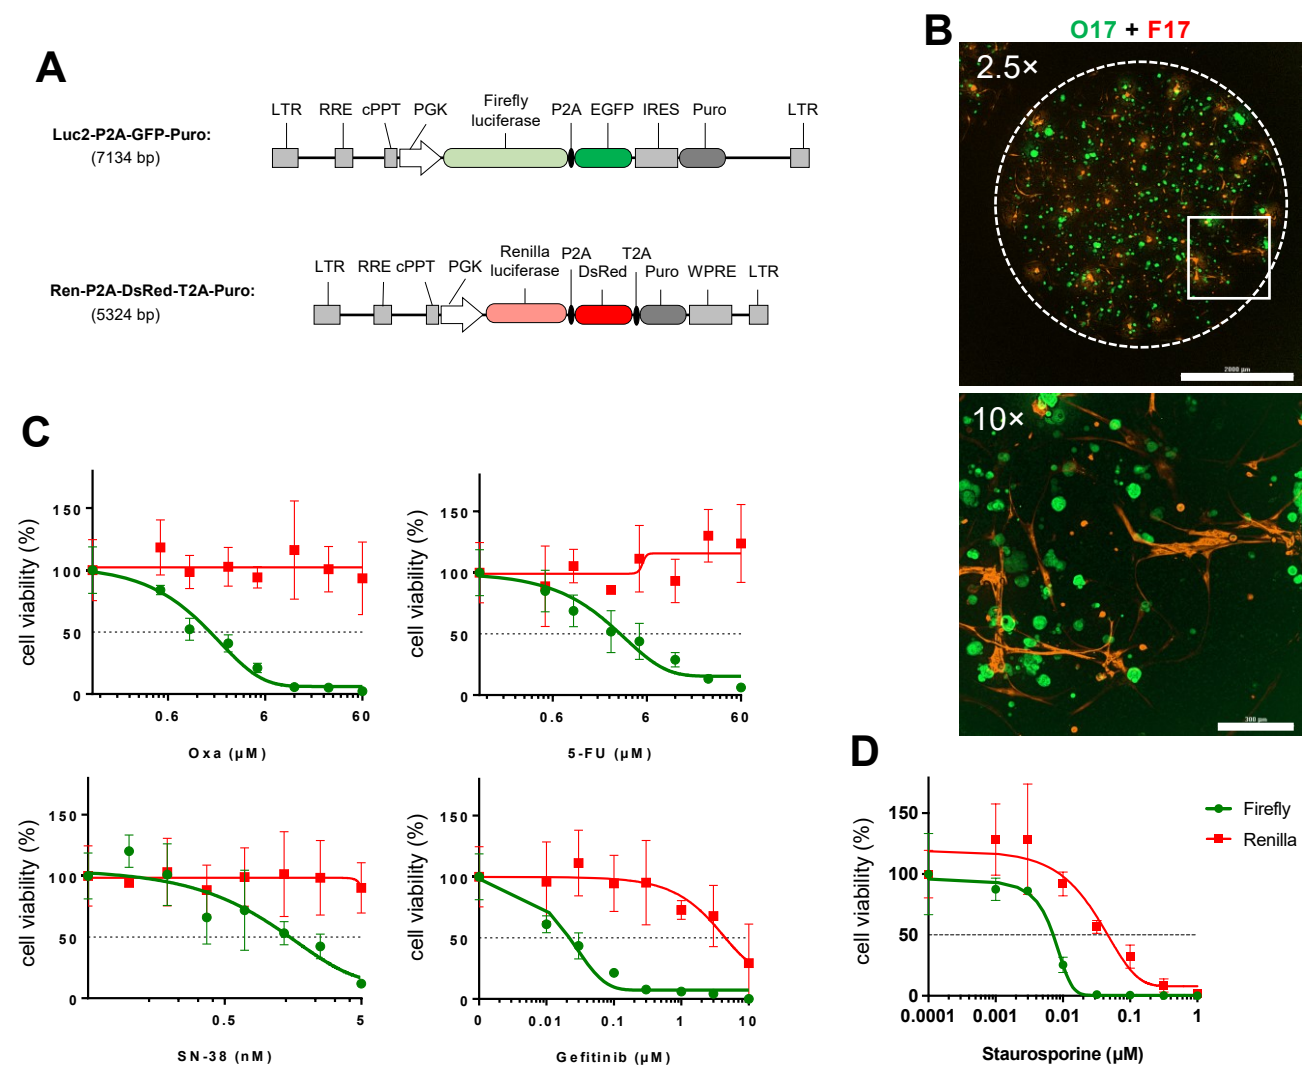 A
Luc2-P2A-GFP-Puro:
(7134 bp)
LTR RRE cPPT PGK Firefly luciferase P2A EGFP IRES Puro LTR
Ren-P2A-DsRed-T2A-Puro:
(5324 bp)
LTR RRE cPPT PGK Renilla luciferase P2A DsRed T2A Puro WPRE LTR
B
O17 + F17
2.5×
2000 µm
10×
300 µm
C
cell viability (%)
150
100
50
0
0.6 6 60
Oxa (µM)
cell viability (%)
150
100
50
0
0.6 6 60
5-FU (µM)
cell viability (%)
150
100
50
0
0.5 5
SN-38 (nM)
cell viability (%)
150
100
50
0
0 0.01 0.1 1 10
Gefitinib (µM)
D
cell viability (%)
150
100
50
0
0.0001 0.001 0.01 0.1 1
Staurosporine (µM)
Firefly
Renilla